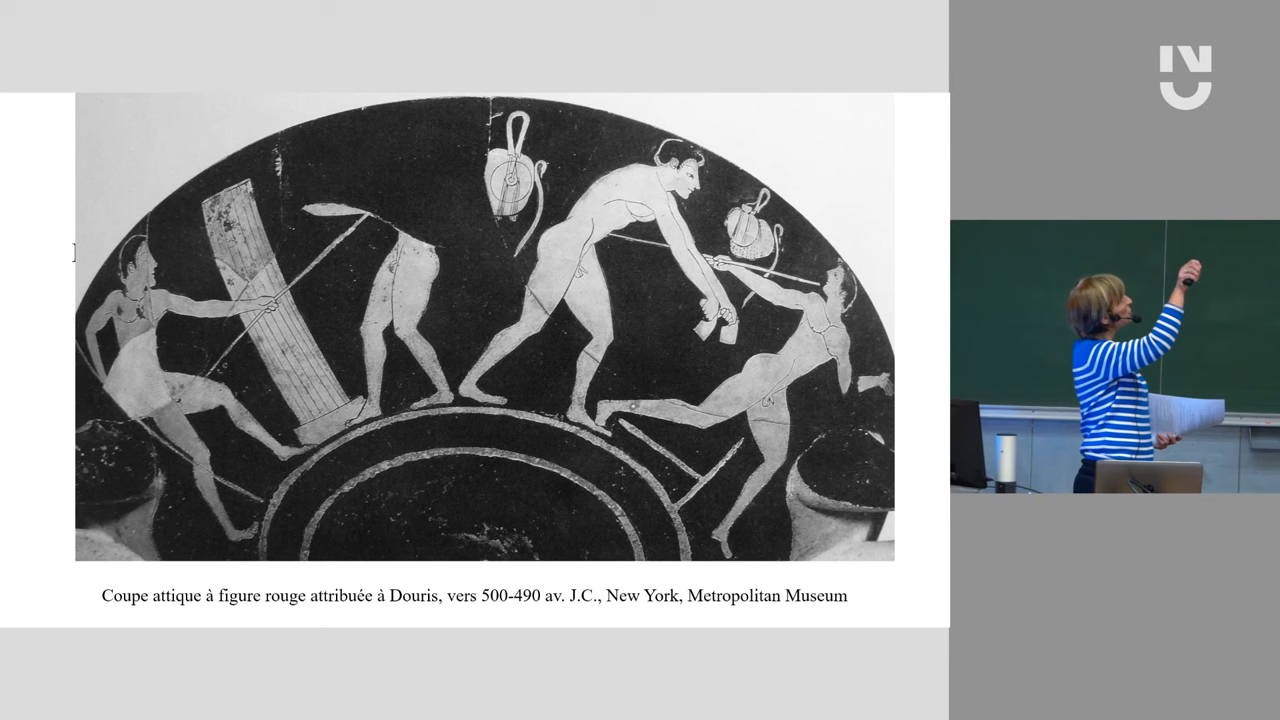 Coupe attique à figure rouge attribuée à Douris, vers 500-490 av. J.C., New York, Metropolitan Museum